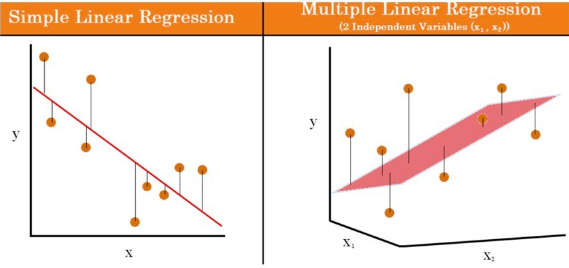 Simple Linear Regression
y
x
Multiple Linear Regression
(2 Independent Variables (x₁, x₂))
y
x₁
x₂